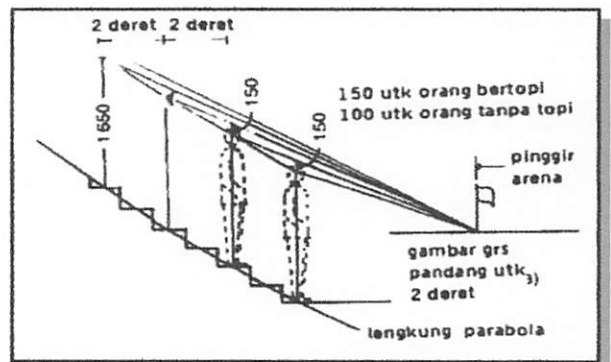 2 deret 2 deret
1650
150
150
150 utk orang bertopi
100 utk orang tanpa topi
pinggir
arena
gambar grs
pandang utk 3)
2 deret
lengkung parabola